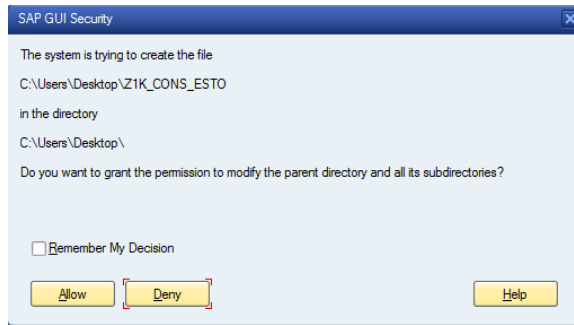 SAP GUI Security
The system is trying to create the file
C:\Users\Desktop\Z1K_CONS_ESTO
in the directory
C:\Users\Desktop\
Do you want to grant the permission to modify the parent directory and all its subdirectories?
Remember My Decision
Allow Deny Help